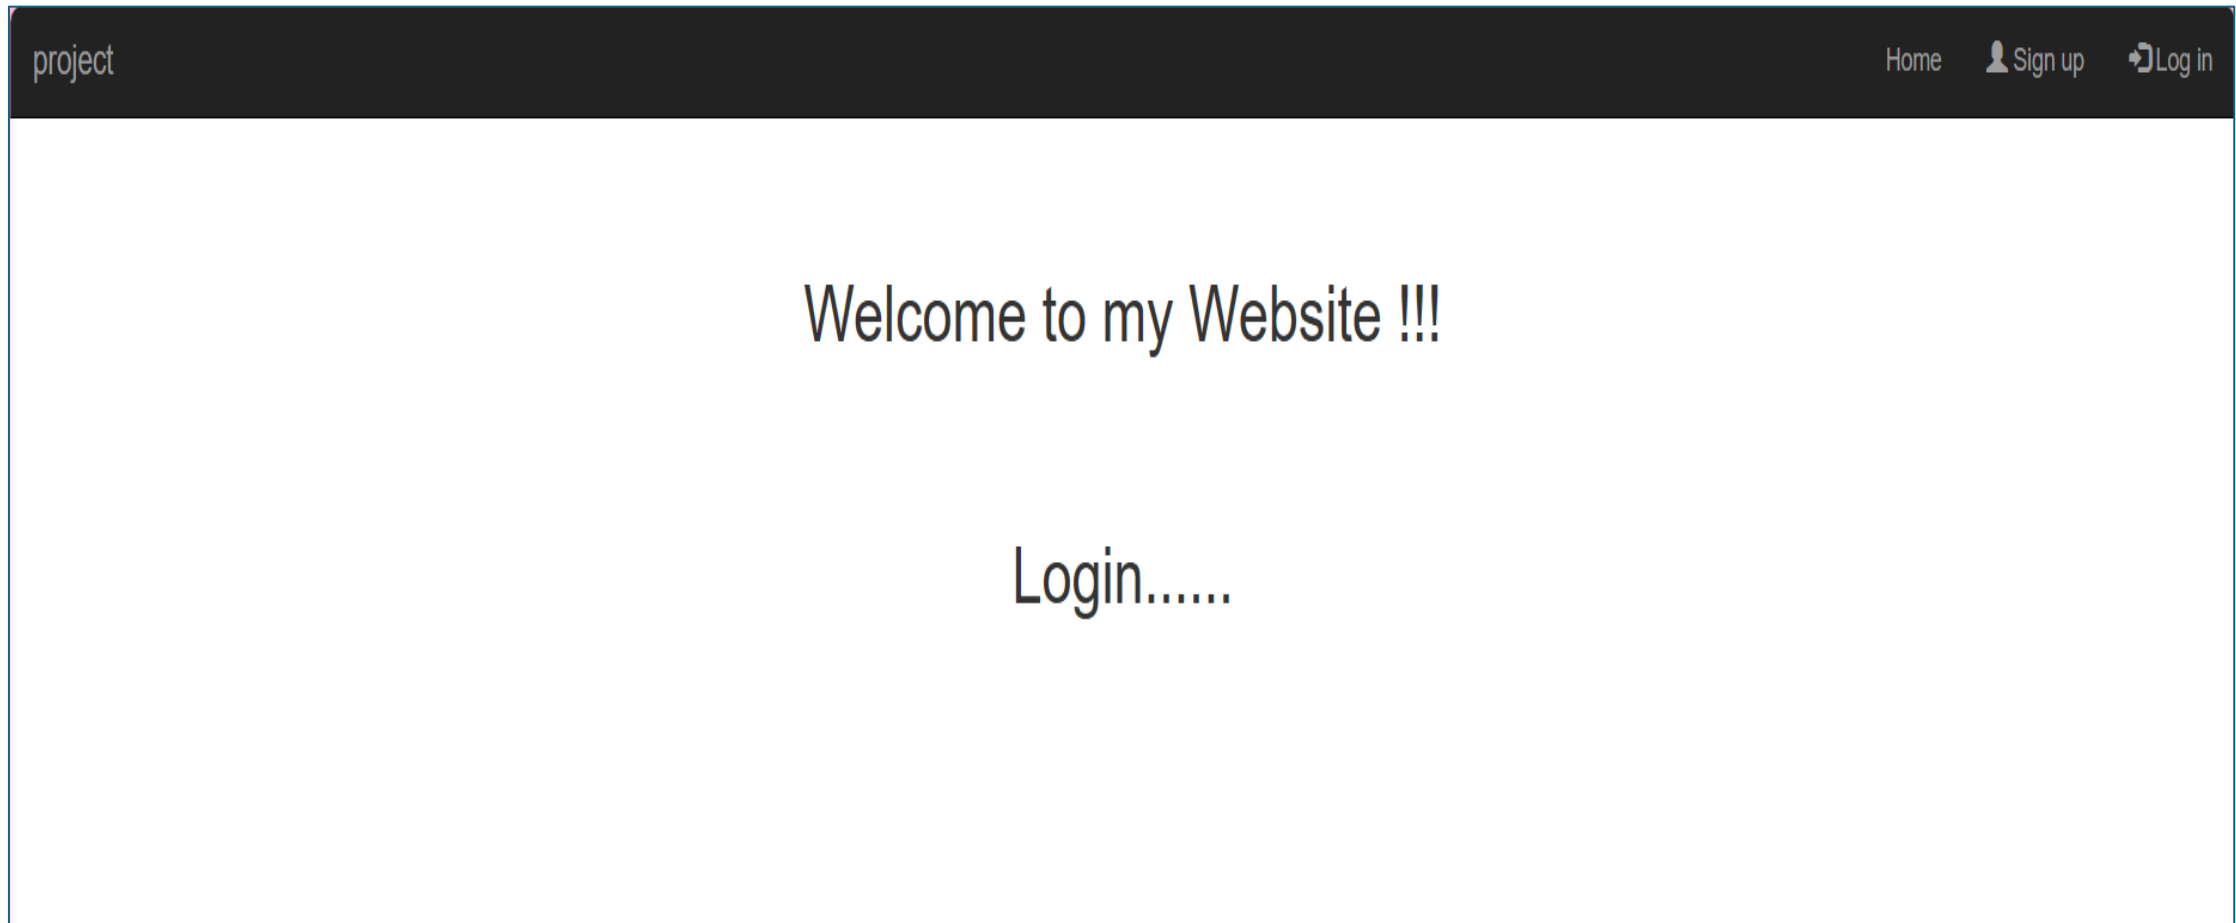 project Home Sign up Log in
Welcome to my Website !!!
Login......